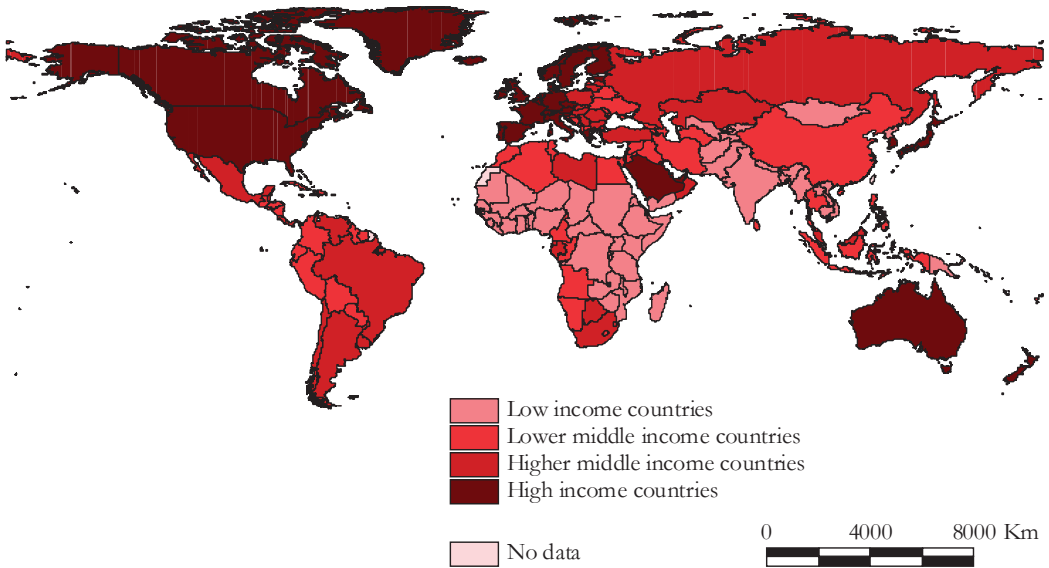 Low income countries
Lower middle income countries
Higher middle income countries
High income countries
No data
0 4000 8000 Km